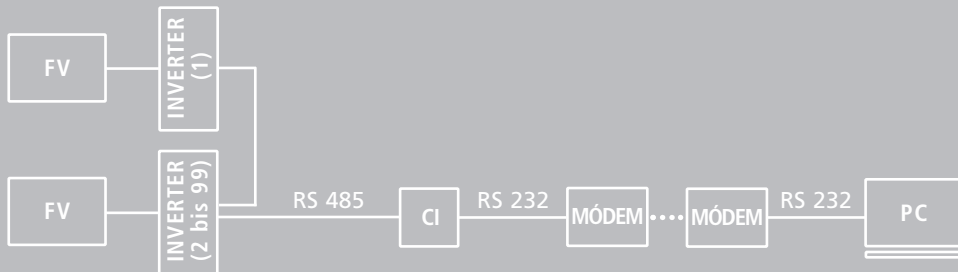 FV
INVERTER
(1)
FV
INVERTER
(2 bis 99)
RS 485
CI
RS 232
MÓDEM
MÓDEM
RS 232
PC